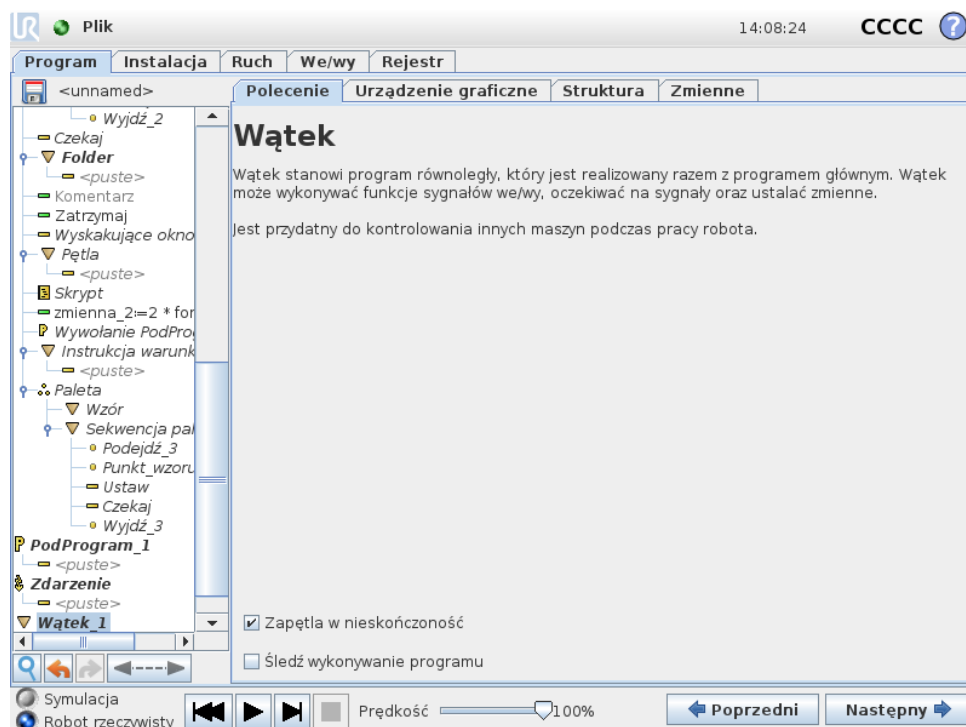 UR Plik 14:08:24 CCCC ?
Program Instalacja Ruch We/wy Rejestr
<unnamed> Polecenie Urządzenie graficzne Struktura Zmienne
Wyjdź_2
Czekaj
Folder
<puste>
Komentarz
Zatrzymaj
Wyskakujące okno
Pętla
<puste>
Skrypt
zmienna_2:=2 * for
P Wywołanie PodPro
Instrukcja warunk
<puste>
Paleta
Wzór
Sekwencja pal
Podejdź_3
Punkt_wzoru
Ustaw
Czekaj
Wyjdź_3
P PodProgram_1
<puste>
Zdarzenie
<puste>
Wątek_1
Wątek
Wątek stanowi program równoległy, który jest realizowany razem z programem głównym. Wątek
może wykonywać funkcje sygnałów we/wy, oczekiwać na sygnały oraz ustalać zmienne.
Jest przydatny do kontrolowania innych maszyn podczas pracy robota.
Zapętla w nieskończoność
Śledź wykonywanie programu
Symulacja
Robot rzeczywisty
Prędkość 100% Poprzedni Następny